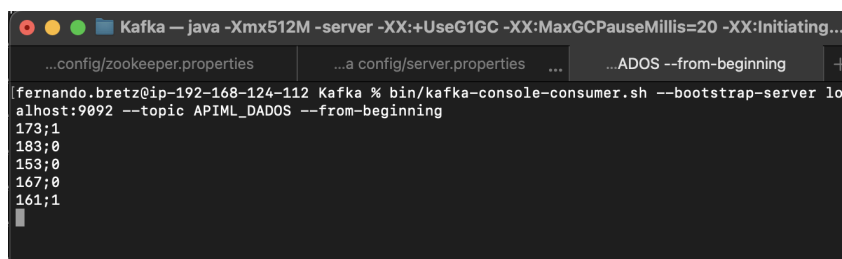 Kafka — java -Xmx512M -server -XX:+UseG1GC -XX:MaxGCPauseMillis=20 -XX:Initiating...
...config/zookeeper.properties ...a config/server.properties ... ...ADOS --from-beginning +
[fernando.bretz@ip-192-168-124-112 Kafka % bin/kafka-console-consumer.sh --bootstrap-server lo
alhost:9092 --topic APIML_DADOS --from-beginning
173;1
183;0
153;0
167;0
161;1